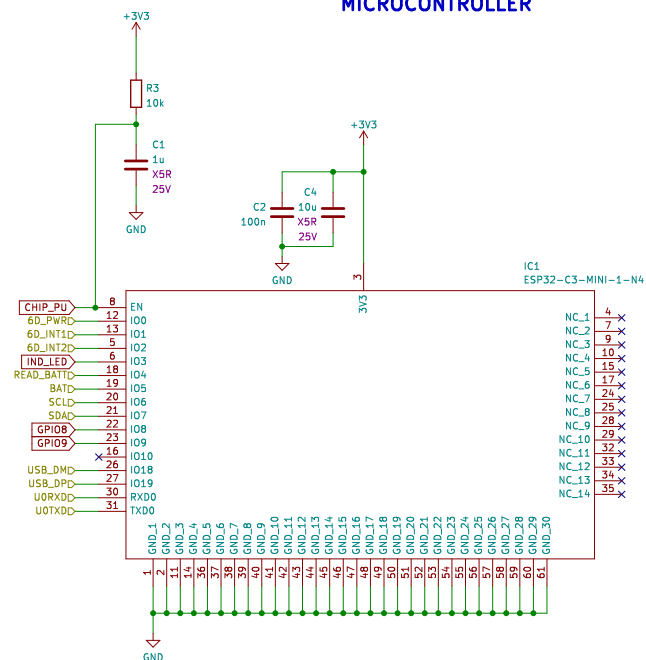 MICROCONTROLLER
+3V3
R3
10k
C1
1u
X5R
25V
GND
+3V3
C2
100n
C4
10u
X5R
25V
GND
IC1
ESP32-C3-MINI-1-N4
3
3V3
CHIP_PU 8 EN
6D_PWR 12 IO0
6D_INT1 13 IO1
6D_INT2 5 IO2
IND_LED 6 IO3
READ_BATT 18 IO4
BAT 19 IO5
SCL 20 IO6
SDA 21 IO7
GPIO8 22 IO8
GPIO9 23 IO9
16 IO10
USB_DM 26 IO18
USB_DP 27 IO19
U0RXD 30 RXD0
U0TXD 31 TXD0
NC_1 4
NC_2 7
NC_3 9
NC_4 10
NC_5 15
NC_6 17
NC_7 24
NC_8 25
NC_9 28
NC_10 29
NC_11 32
NC_12 33
NC_13 34
NC_14 35
GND_1 1
GND_2 2
GND_3 11
GND_4 14
GND_5 36
GND_6 37
GND_7 38
GND_8 39
GND_9 40
GND_10 41
GND_11 42
GND_12 43
GND_13 44
GND_14 45
GND_15 46
GND_16 47
GND_17 48
GND_18 49
GND_19 50
GND_20 51
GND_21 52
GND_22 53
GND_23 54
GND_24 55
GND_25 56
GND_26 57
GND_27 58
GND_28 59
GND_29 60
GND_30 61
GND